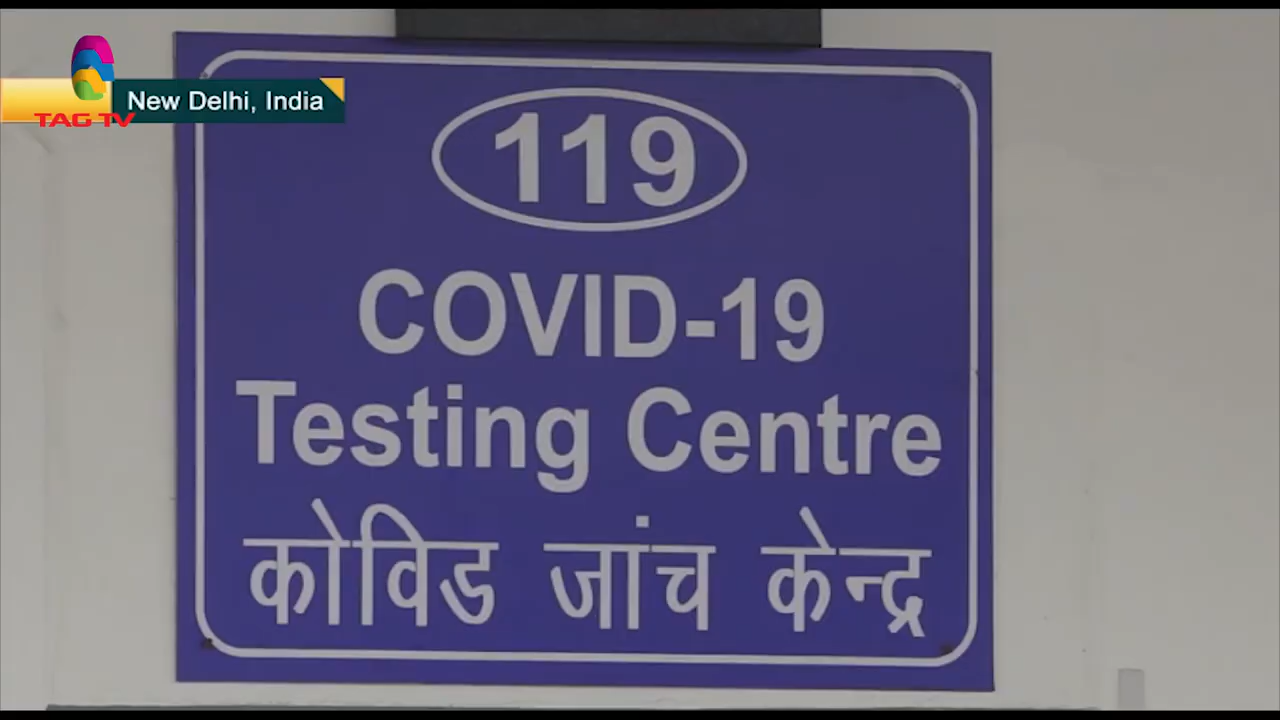 New Delhi, India
TAG TV
119
COVID-19
Testing Centre
कोविड जांच केन्द्र